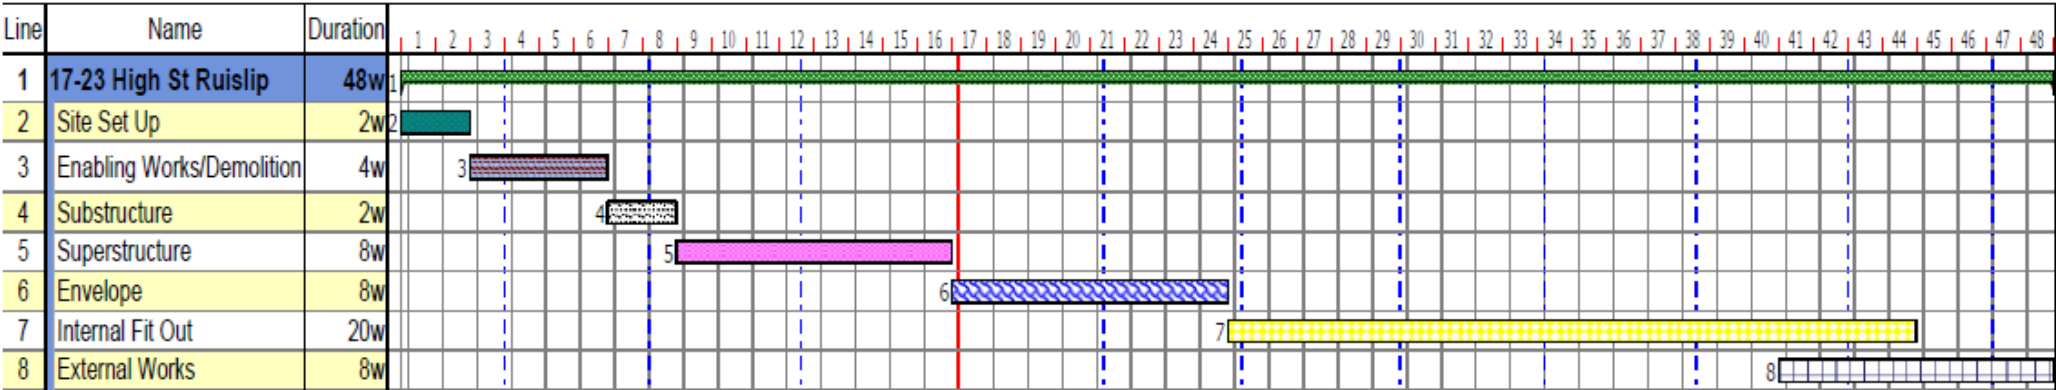 Line Name Duration 1 2 3 4 5 6 7 8 9 10 11 12 13 14 15 16 17 18 19 20 21 22 23 24 25 26 27 28 29 30 31 32 33 34 35 36 37 38 39 40 41 42 43 44 45 46 47 48
1 17-23 High St Ruislip 48w 1
2 Site Set Up 2w 2
3 Enabling Works/Demolition 4w 3
4 Substructure 2w 4
5 Superstructure 8w 5
6 Envelope 8w 6
7 Internal Fit Out 20w 7
8 External Works 8w 8